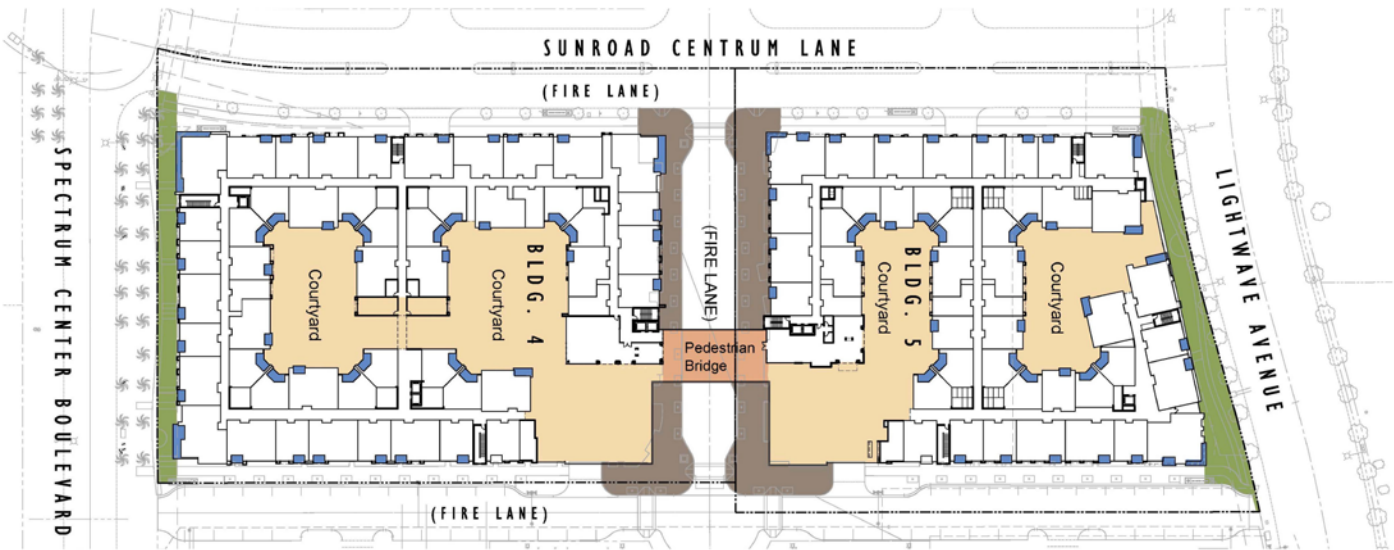 SUNROAD CENTRUM LANE
(FIRE LANE)
SPECTRUM CENTER BOULEVARD
Courtyard
Courtyard
BLDG. 4
(FIRE LANE)
Pedestrian
Bridge
Courtyard
BLDG. 5
Courtyard
LIGHTWAVE AVENUE
(FIRE LANE)